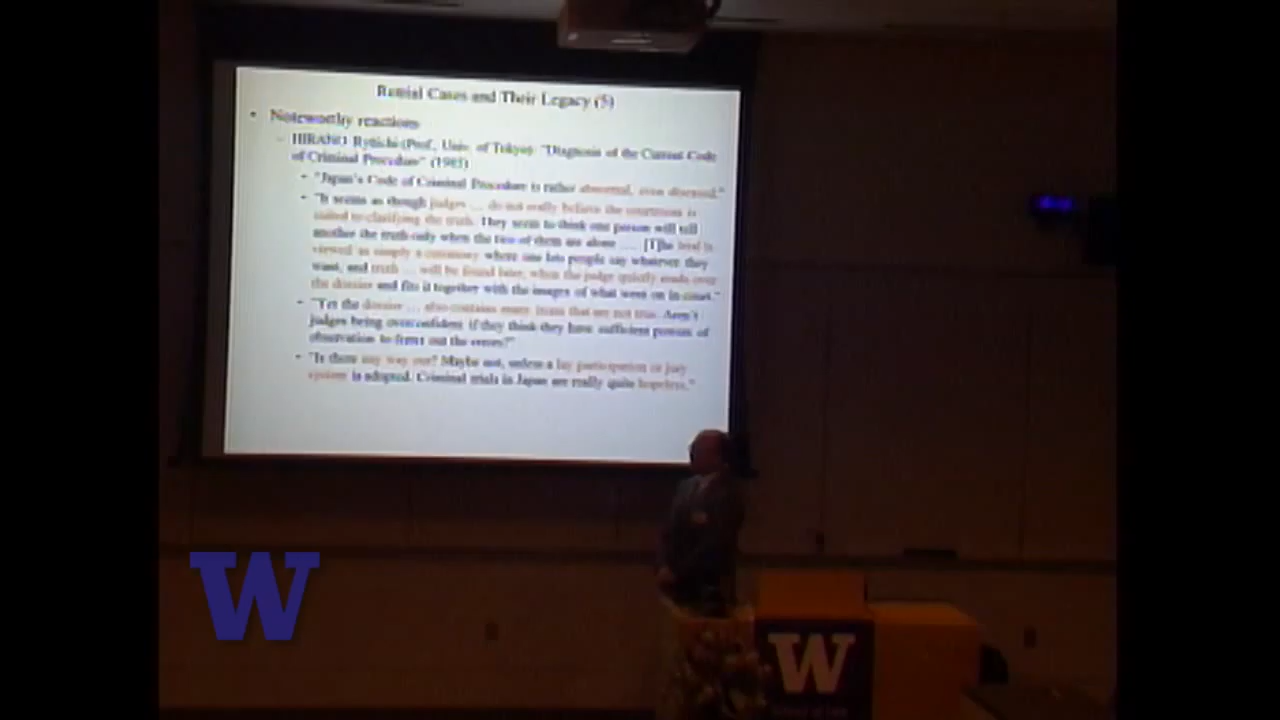 Retrial Cases and Their Legacy (5)
• Noteworthy reactions
– HIRANO Ryūichi (Prof., Univ. of Tokyo) "Diagnosis of the Current Code
of Criminal Procedure" (1985)
• "Japan's Code of Criminal Procedure is rather abnormal, even diseased."
• "It seems as though judges … do not really believe the courtroom is
suited to clarifying the truth. They seem to think one person will tell
another the truth only when the two of them are alone … [T]he trial is
viewed as simply a ceremony where one lets people say whatever they
want, and truth … will be found later, when the judge quietly reads over
the dossier and fits it together with the images of what went on in court."
• "Yet the dossier … also contains many items that are not true. Aren't
judges being overconfident if they think they have sufficient powers of
observation to ferret out the errors?"
• "Is there any way out? Maybe not, unless a lay participation or jury
system is adopted. Criminal trials in Japan are really quite hopeless."
W
W